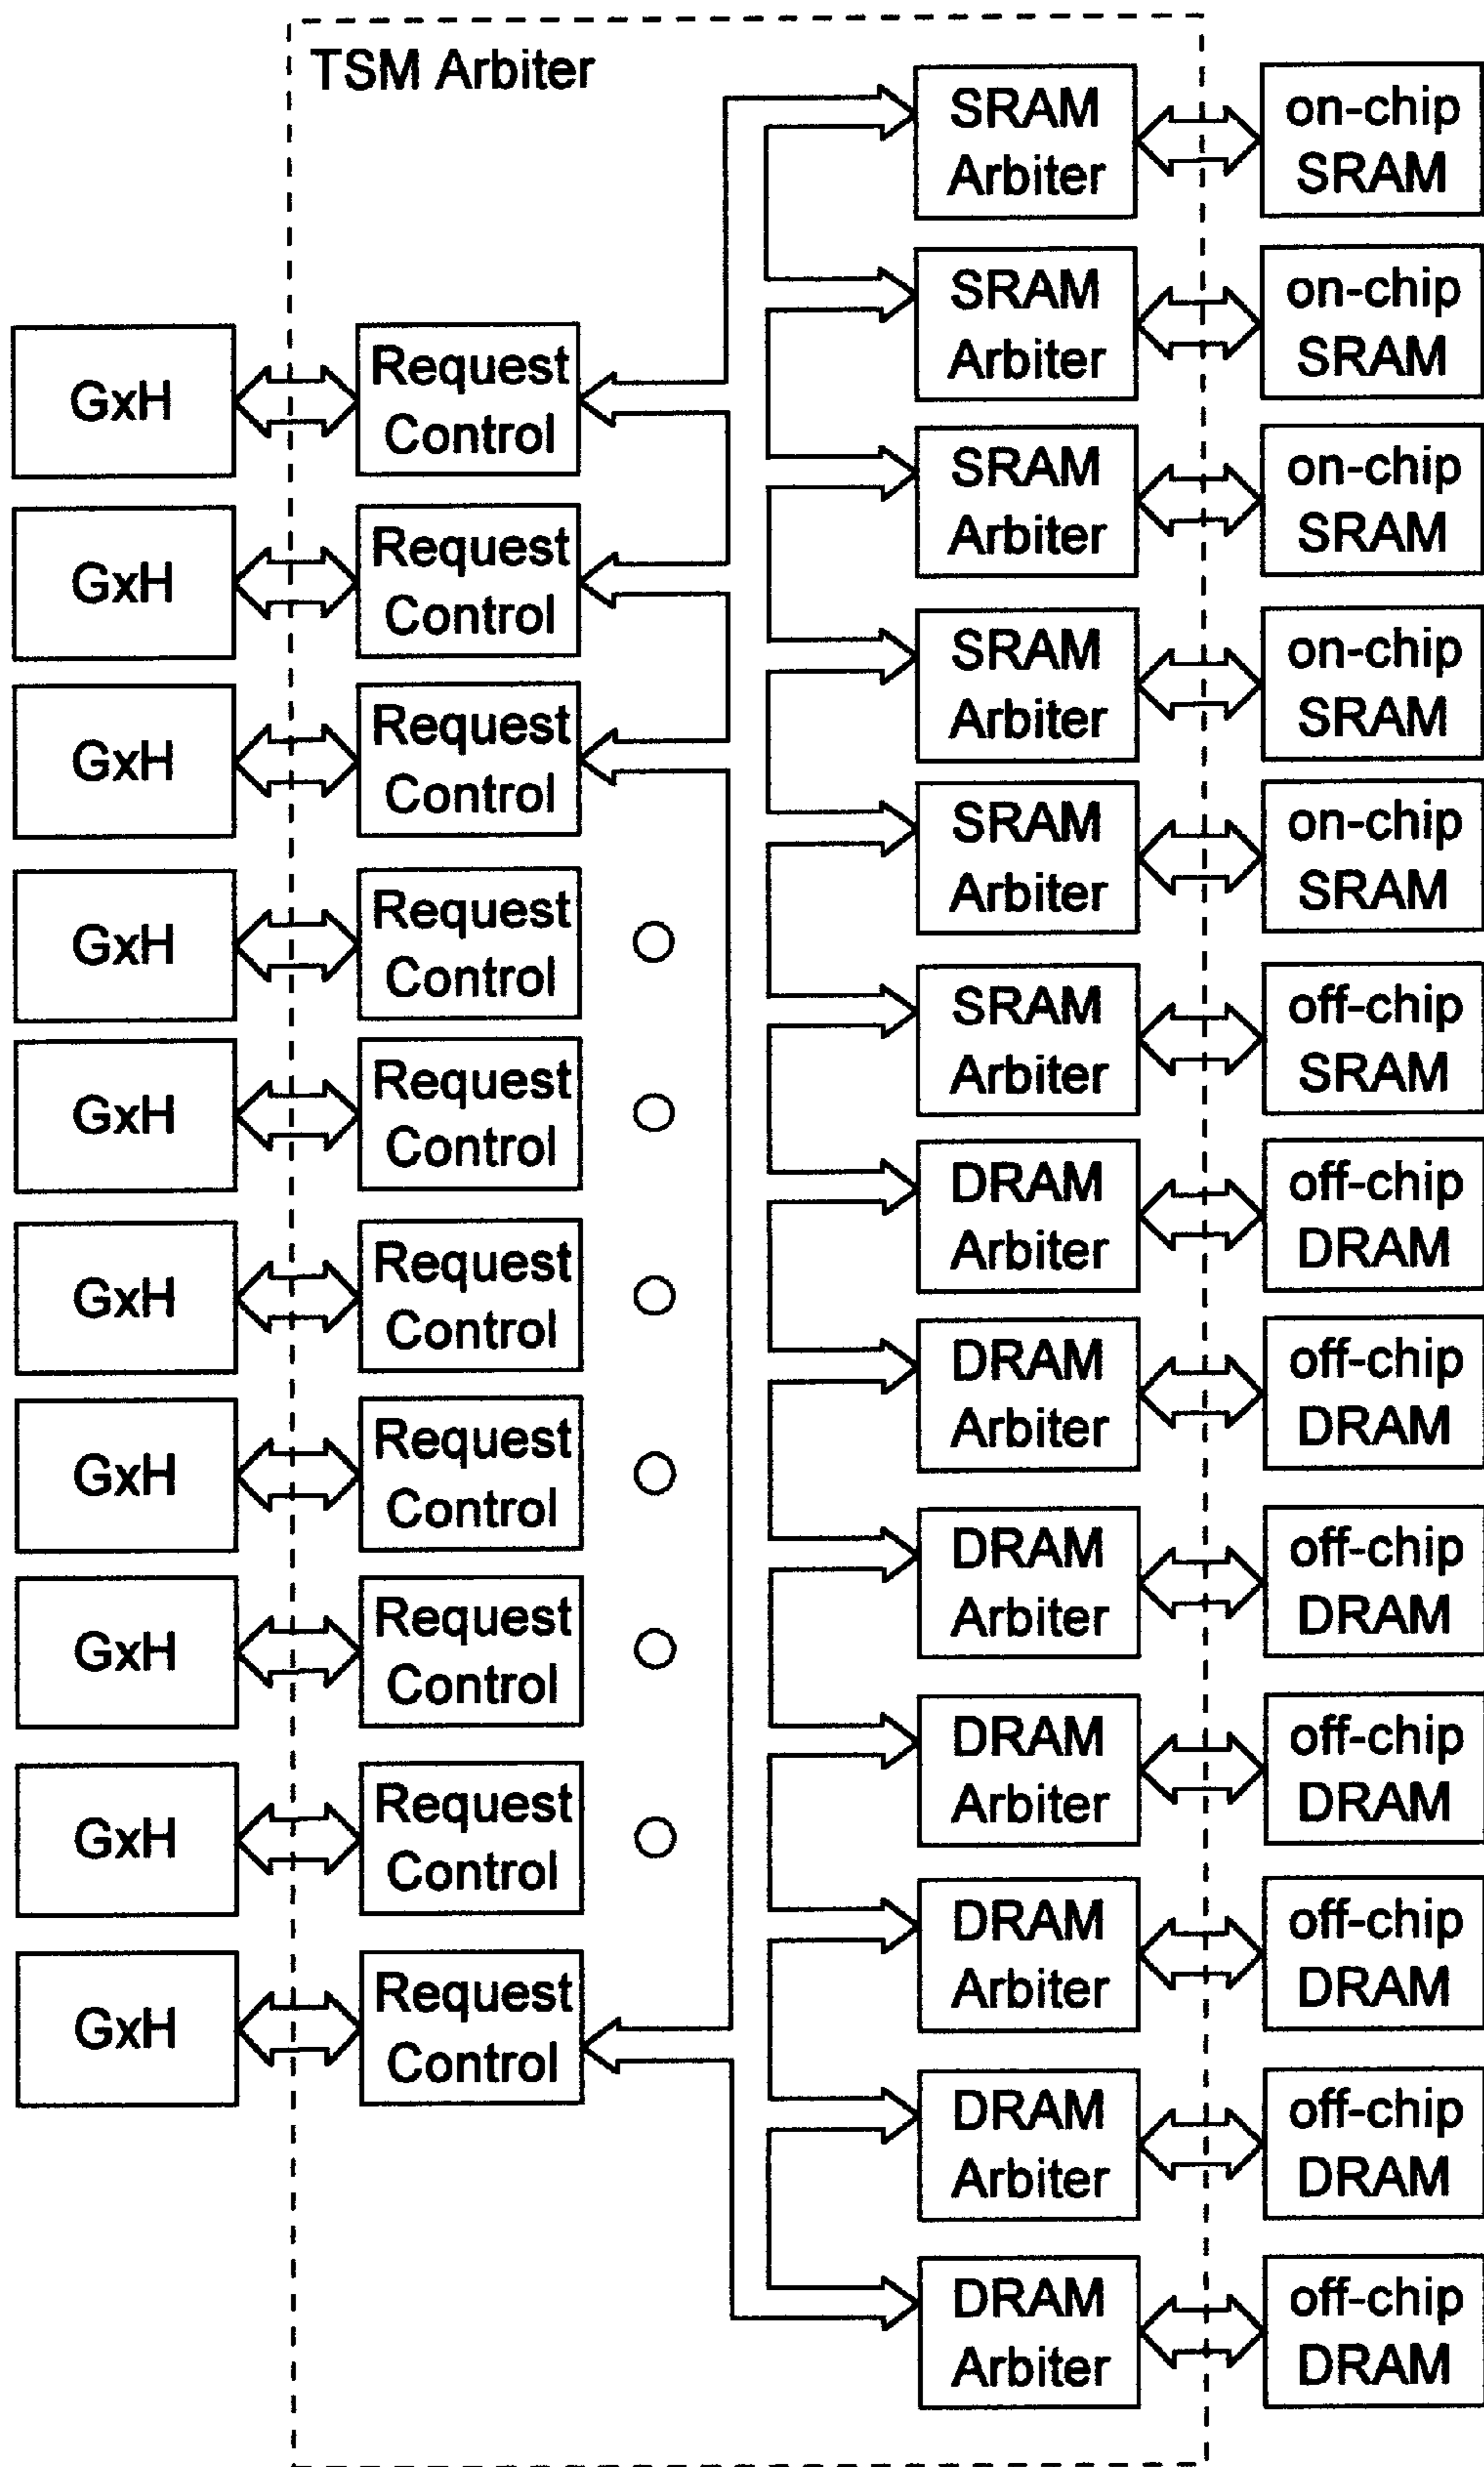 TSM Arbiter
SRAM
Arbiter
on-chip
SRAM
SRAM
Arbiter
on-chip
SRAM
GxH
Request
Control
SRAM
Arbiter
on-chip
SRAM
GxH
Request
Control
SRAM
Arbiter
on-chip
SRAM
GxH
Request
Control
SRAM
Arbiter
on-chip
SRAM
GxH
Request
Control
SRAM
Arbiter
off-chip
SRAM
GxH
Request
Control
DRAM
Arbiter
off-chip
DRAM
GxH
Request
Control
DRAM
Arbiter
off-chip
DRAM
GxH
Request
Control
DRAM
Arbiter
off-chip
DRAM
GxH
Request
Control
DRAM
Arbiter
off-chip
DRAM
GxH
Request
Control
DRAM
Arbiter
off-chip
DRAM
GxH
Request
Control
DRAM
Arbiter
off-chip
DRAM
DRAM
Arbiter
off-chip
DRAM